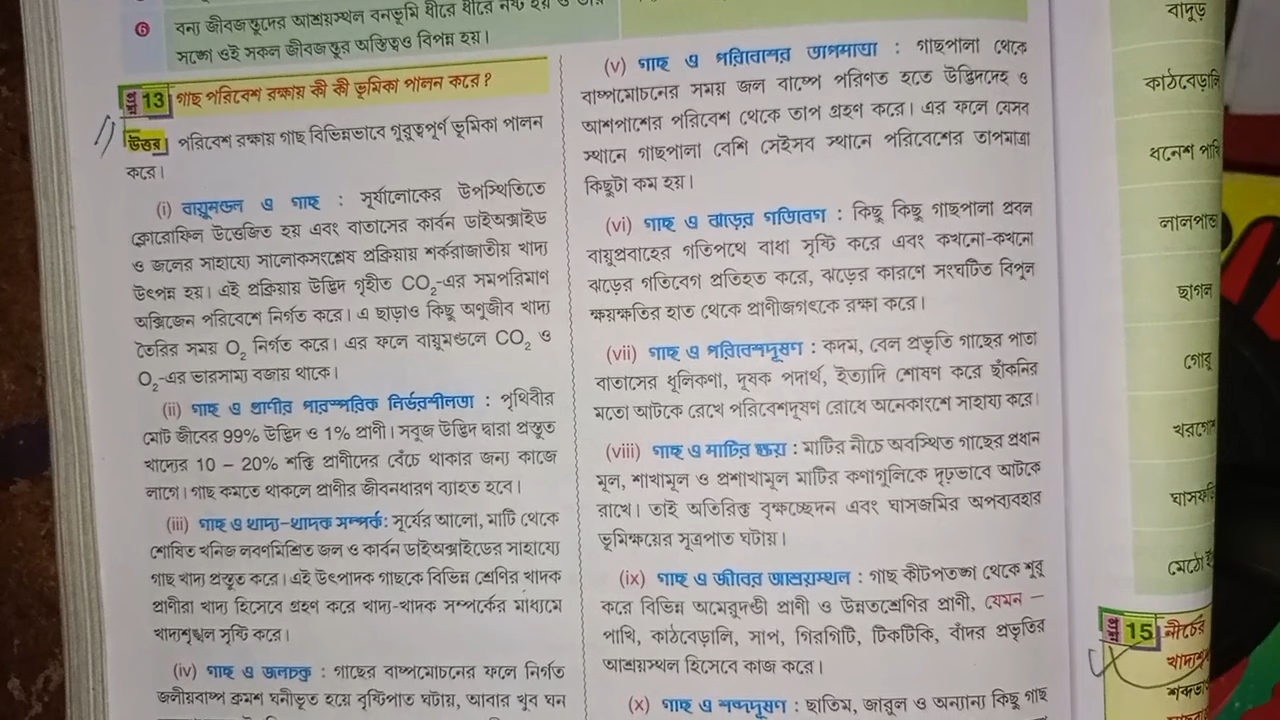 বন্য জীবজন্তুদের আশ্রয়স্থল বনভূমি ধীরে ধীরে নষ্ট হয় ও তার
6
সঙ্গে ওই সকল জীবজন্তুর অস্তিত্বও বিপন্ন হয়।
প্রশ্ন 13 গাছ পরিবেশ রক্ষায় কী কী ভূমিকা পালন করে?
উত্তর পরিবেশ রক্ষায় গাছ বিভিন্নভাবে গুরুত্বপূর্ণ ভূমিকা পালন
করে।
(i) বায়ুমণ্ডল ও গাছ : সূর্যালোকের উপস্থিতিতে
ক্লোরোফিল উত্তেজিত হয় এবং বাতাসের কার্বন ডাইঅক্সাইড
ও জলের সাহায্যে সালোকসংশ্লেষ প্রক্রিয়ায় শর্করাজাতীয় খাদ্য
উৎপন্ন হয়। এই প্রক্রিয়ায় উদ্ভিদ গৃহীত CO₂-এর সমপরিমাণ
অক্সিজেন পরিবেশে নির্গত করে। এ ছাড়াও কিছু অণুজীব খাদ্য
তৈরির সময় O₂ নির্গত করে। এর ফলে বায়ুমণ্ডলে CO₂ ও
O₂-এর ভারসাম্য বজায় থাকে।
(ii) গাছ ও প্রাণীর পারস্পরিক নির্ভরশীলতা : পৃথিবীর
মোট জীবের 99% উদ্ভিদ ও 1% প্রাণী। সবুজ উদ্ভিদ দ্বারা প্রস্তুত
খাদ্যের 10 – 20% শক্তি প্রাণীদের বেঁচে থাকার জন্য কাজে
লাগে। গাছ কমতে থাকলে প্রাণীর জীবনধারণ ব্যাহত হবে।
(iii) গাছ ও খাদ্য-খাদক সম্পর্ক: সূর্যের আলো, মাটি থেকে
শোষিত খনিজ লবণমিশ্রিত জল ও কার্বন ডাইঅক্সাইডের সাহায্যে
গাছ খাদ্য প্রস্তুত করে। এই উৎপাদক গাছকে বিভিন্ন শ্রেণির খাদক
প্রাণীরা খাদ্য হিসেবে গ্রহণ করে খাদ্য-খাদক সম্পর্কের মাধ্যমে
খাদ্যশৃঙ্খল সৃষ্টি করে।
(iv) গাছ ও জলচক্র : গাছের বাষ্পমোচনের ফলে নির্গত
জলীয়বাষ্প ক্রমশ ঘনীভূত হয়ে বৃষ্টিপাত ঘটায়, আবার খুব ঘন
(v) গাছ ও পরিবেশের তাপমাত্রা : গাছপালা থেকে
বাষ্পমোচনের সময় জল বাষ্পে পরিণত হতে উদ্ভিদদেহ ও
আশপাশের পরিবেশ থেকে তাপ গ্রহণ করে। এর ফলে যেসব
স্থানে গাছপালা বেশি সেইসব স্থানে পরিবেশের তাপমাত্রা
কিছুটা কম হয়।
(vi) গাছ ও ঝড়ের গতিবেগ : কিছু কিছু গাছপালা প্রবল
বায়ুপ্রবাহের গতিপথে বাধা সৃষ্টি করে এবং কখনো-কখনো
ঝড়ের গতিবেগ প্রতিহত করে, ঝড়ের কারণে সংঘটিত বিপুল
ক্ষয়ক্ষতির হাত থেকে প্রাণীজগৎকে রক্ষা করে।
(vii) গাছ ও পরিবেশদূষণ : কদম, বেল প্রভৃতি গাছের পাতা
বাতাসের ধূলিকণা, দূষক পদার্থ, ইত্যাদি শোষণ করে ছাঁকনির
মতো আটকে রেখে পরিবেশদূষণ রোধে অনেকাংশে সাহায্য করে।
(viii) গাছ ও মাটির ক্ষয় : মাটির নীচে অবস্থিত গাছের প্রধান
মূল, শাখামূল ও প্রশাখামূল মাটির কণাগুলিকে দৃঢ়ভাবে আটকে
রাখে। তাই অতিরিক্ত বৃক্ষচ্ছেদন এবং ঘাসজমির অপব্যবহার
ভূমিক্ষয়ের সূত্রপাত ঘটায়।
(ix) গাছ ও জীবের আশ্রয়স্থল : গাছ কীটপতঙ্গ থেকে শুরু
করে বিভিন্ন অমেরুদণ্ডী প্রাণী ও উন্নতশ্রেণির প্রাণী, যেমন —
পাখি, কাঠবেড়ালি, সাপ, গিরগিটি, টিকটিকি, বাঁদর প্রভৃতির
আশ্রয়স্থল হিসেবে কাজ করে।
(x) গাছ ও শব্দদূষণ : ছাতিম, জারুল ও অন্যান্য কিছু গাছ
বাদুড়
কাঠবেড়ালি
ধনেশ পাখি
লালপান্ডা
ছাগল
গোরু
খরগোশ
মেঠো
প্রশ্ন 15 নীচের